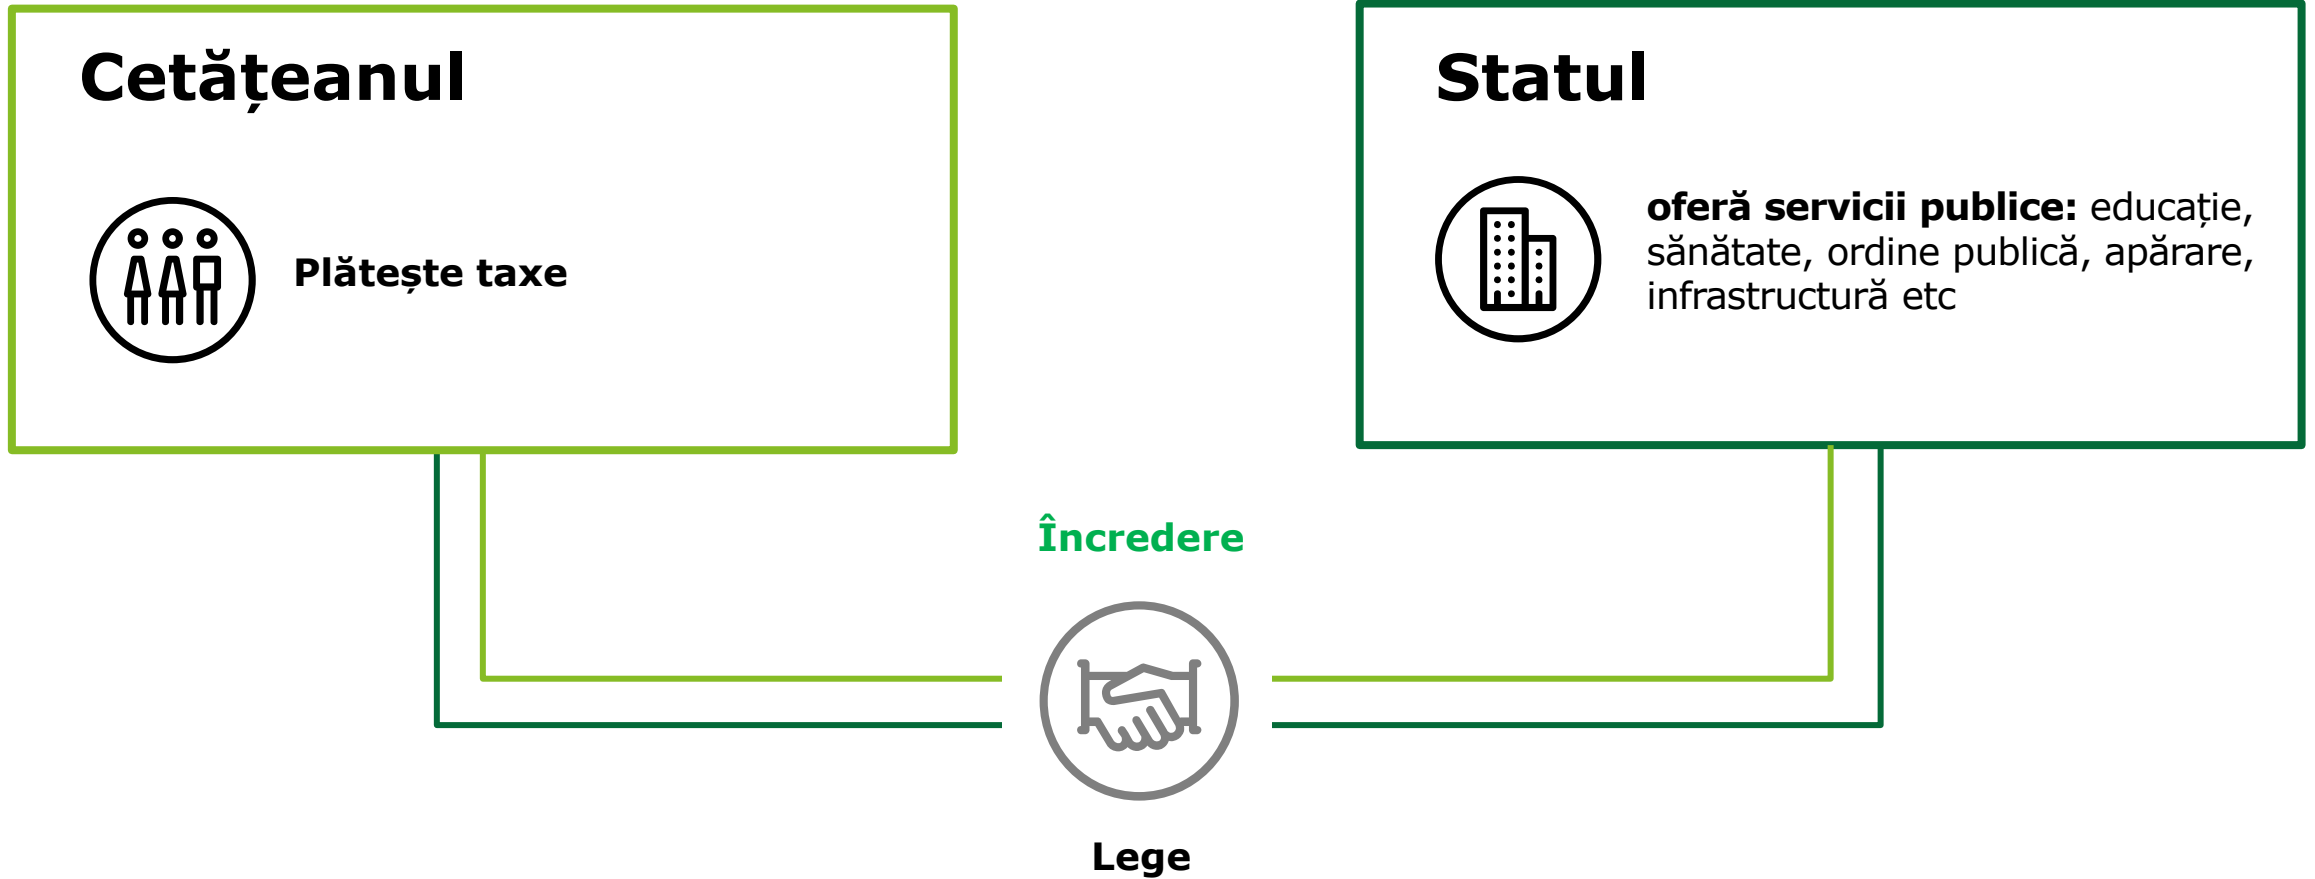 Cetățeanul
Plătește taxe
Statul
oferă servicii publice: educație,
sănătate, ordine publică, apărare,
infrastructură etc
Încredere
Lege